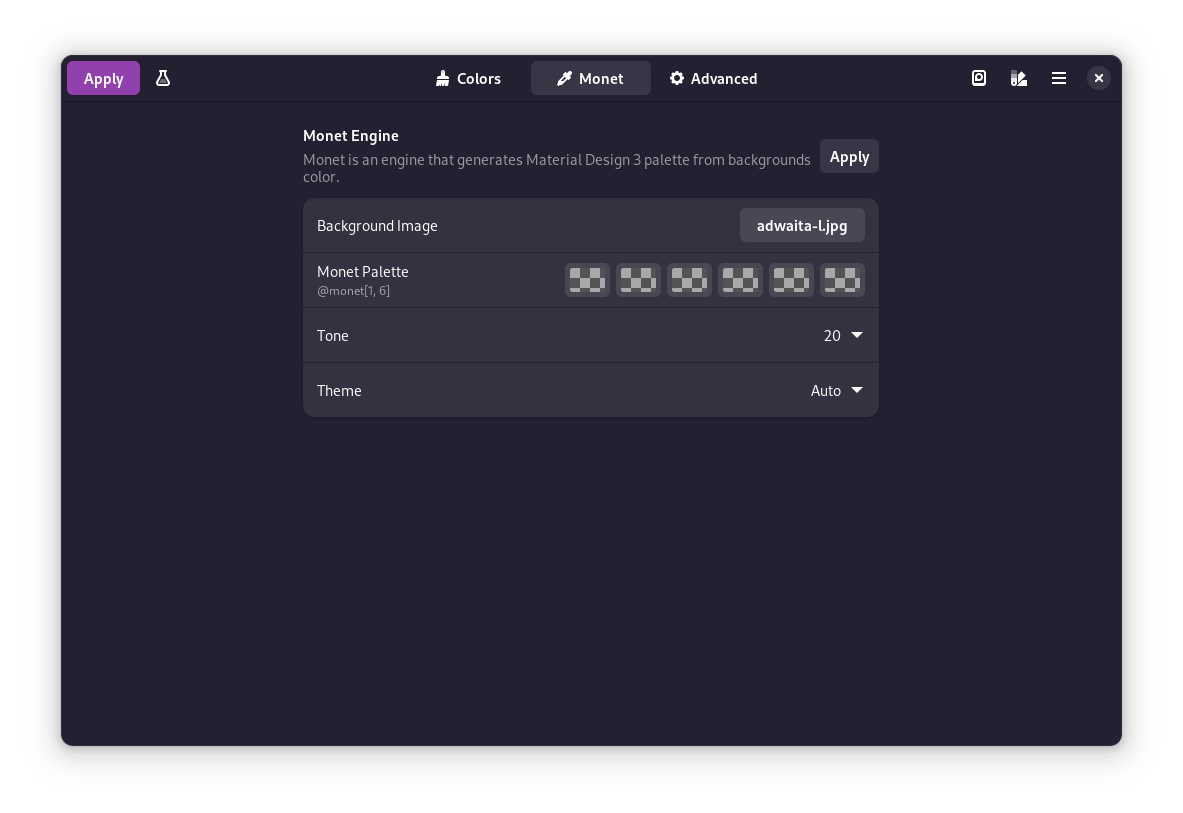 Apply
Colors
Monet
Advanced
Monet Engine
Monet is an engine that generates Material Design 3 palette from backgrounds
color.
Apply
Background Image
adwaita-l.jpg
Monet Palette
@monet[1, 6]
Tone
20
Theme
Auto